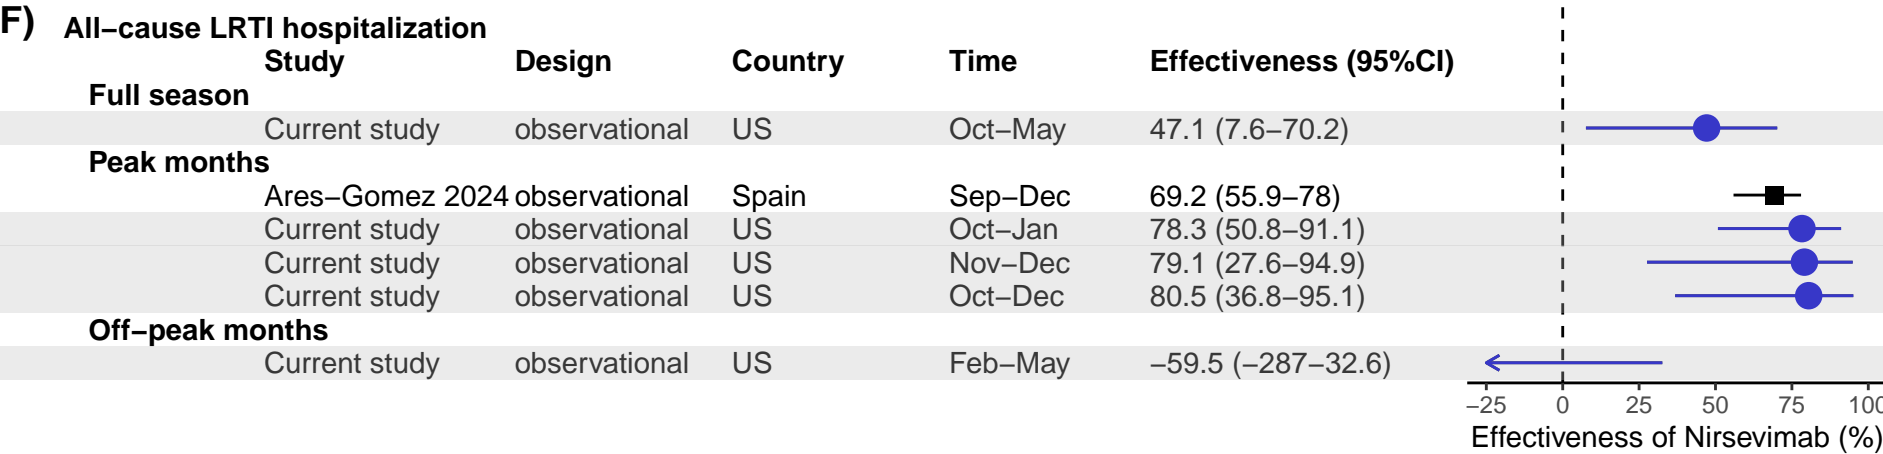 F) All−cause LRTI hospitalization
Study Design Country Time Effectiveness (95%CI)
Full season
Current study observational US Oct−May 47.1 (7.6−70.2)
Peak months
Ares−Gomez 2024 observational Spain Sep−Dec 69.2 (55.9−78)
Current study observational US Oct−Jan 78.3 (50.8−91.1)
Current study observational US Nov−Dec 79.1 (27.6−94.9)
Current study observational US Oct−Dec 80.5 (36.8−95.1)
Off−peak months
Current study observational US Feb−May −59.5 (−287−32.6)
−25 0 25 50 75 100
Effectiveness of Nirsevimab (%)